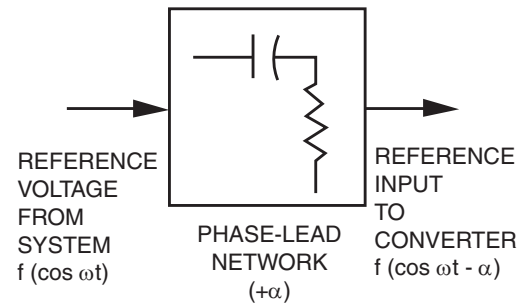 REFERENCE
VOLTAGE
FROM
SYSTEM
f (cos ωt)
PHASE-LEAD
NETWORK
(+α)
REFERENCE
INPUT
TO
CONVERTER
f (cos ωt - α)